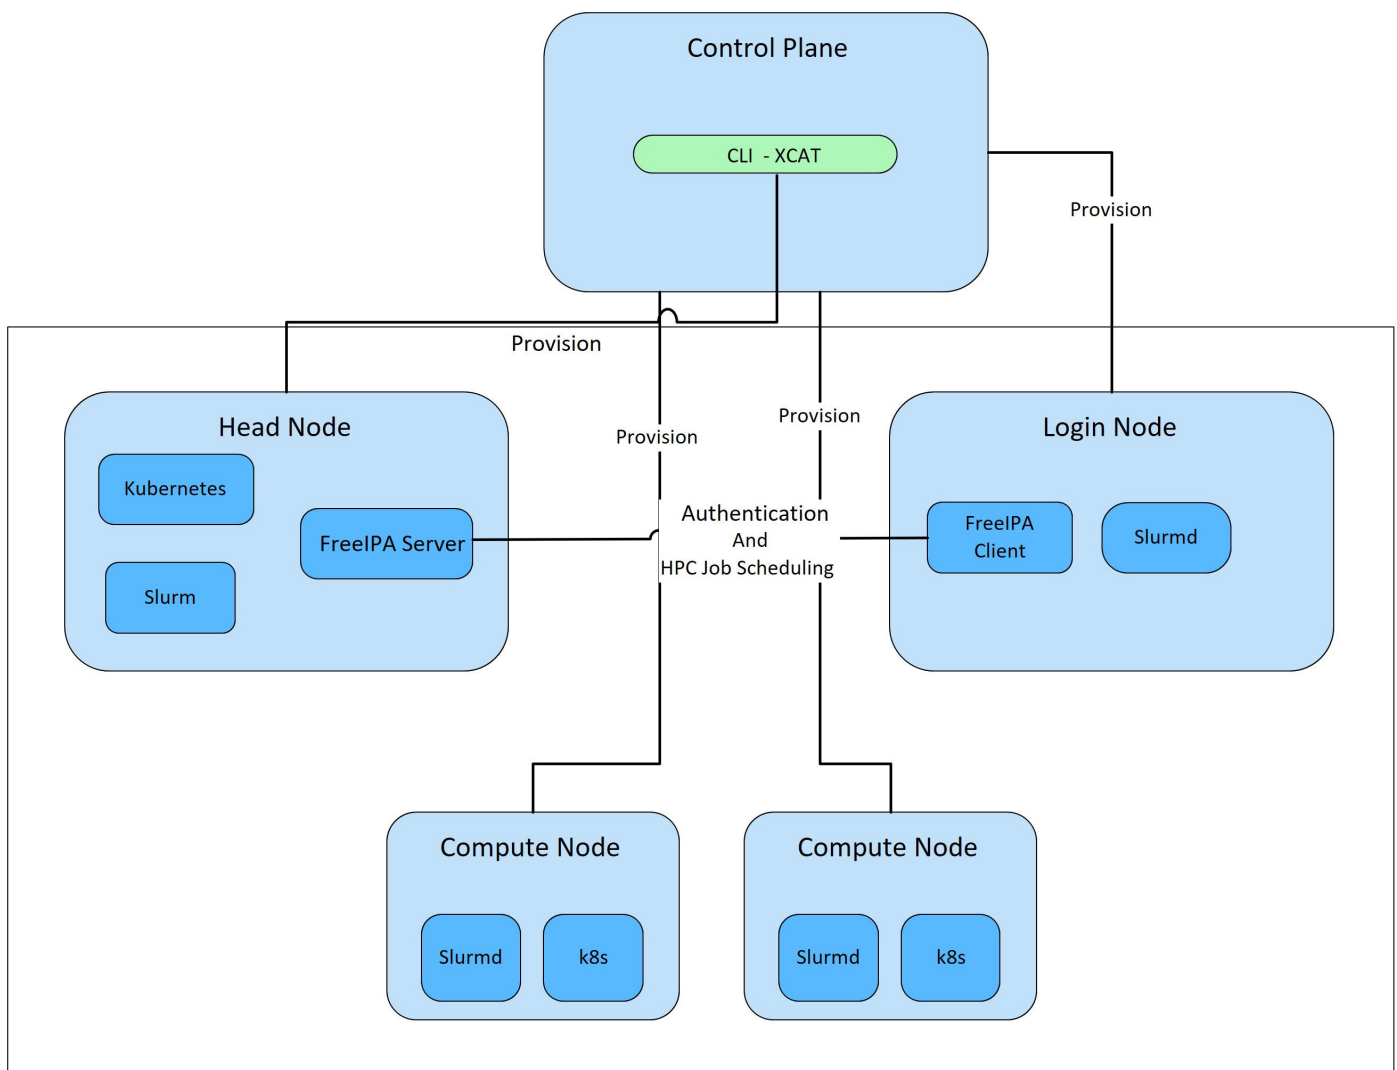 Control Plane
CLI - XCAT
Provision
Provision
Head Node
Kubernetes
FreeIPA Server
Slurm
Provision
Provision
Authentication
And
HPC Job Scheduling
Login Node
FreeIPA
Client
Slurmd
Compute Node
Slurmd
k8s
Compute Node
Slurmd
k8s